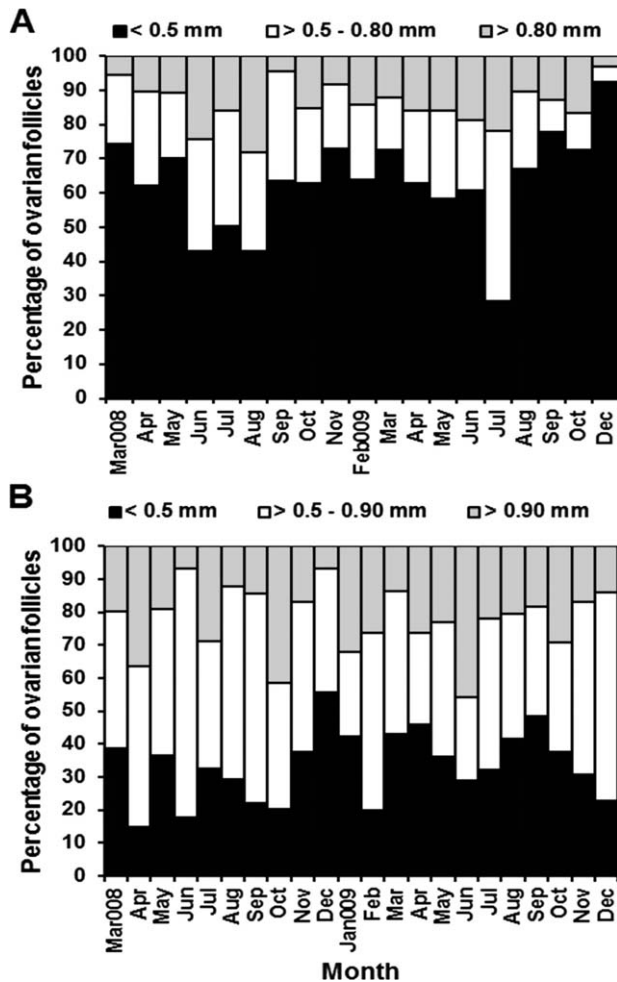 A
< 0.5 mm > 0.5 - 0.80 mm > 0.80 mm
Percentage of ovarian follicles
100
90
80
70
60
50
40
30
20
10
0
Mar008 Apr May Jun Jul Aug Sep Oct Nov Feb009 Mar Apr May Jun Jul Aug Sep Oct Dec
B
< 0.5 mm > 0.5 - 0.90 mm > 0.90 mm
Percentage of ovarian follicles
100
90
80
70
60
50
40
30
20
10
0
Mar008 Apr May Jun Jul Aug Sep Oct Nov Dec Jan009 Feb Mar Apr May Jun Jul Aug Sep Oct Nov Dec
Month